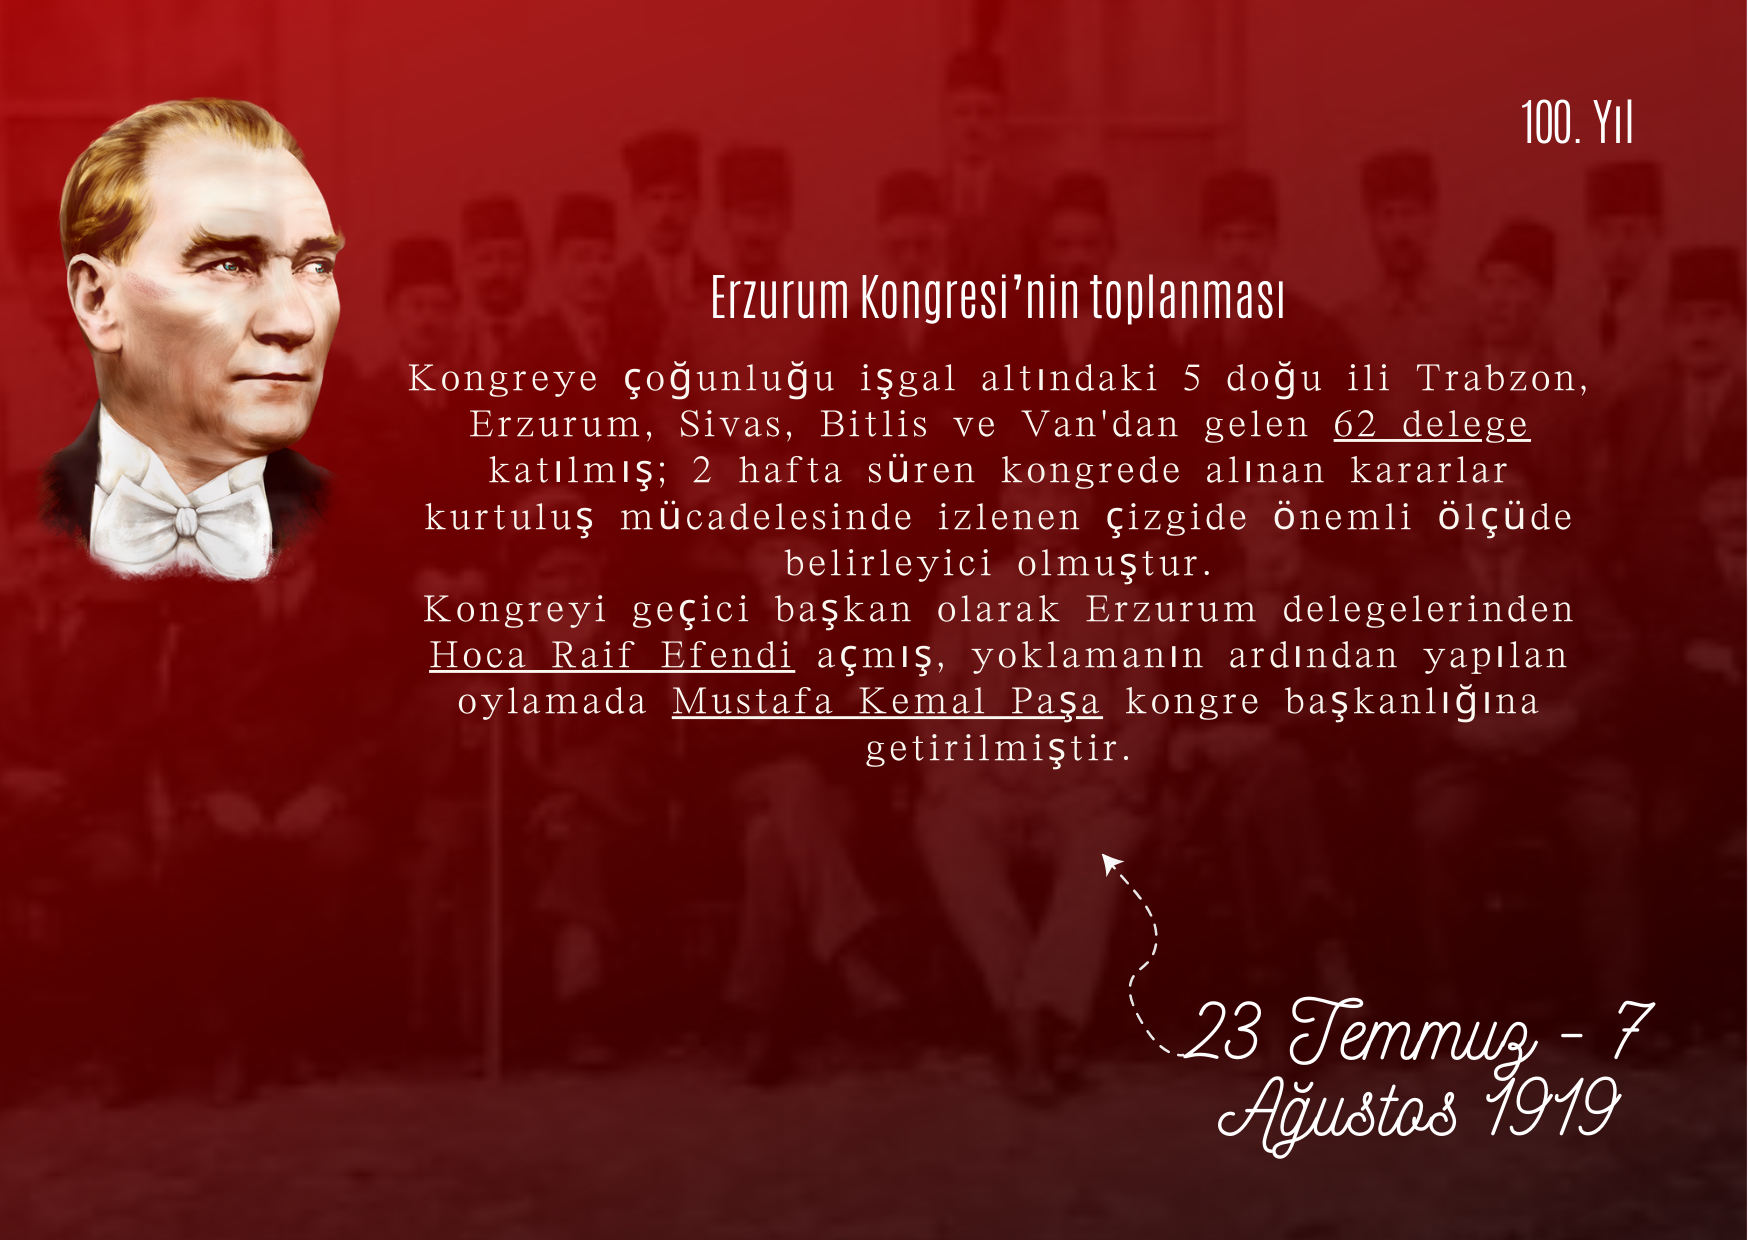 100. Yıl
Erzurum Kongresi’nin toplanması
Kongreye çoğunluğu işgal altındaki 5 doğu ili Trabzon,
Erzurum, Sivas, Bitlis ve Van'dan gelen 62 delege
katılmış; 2 hafta süren kongrede alınan kararlar
kurtuluş mücadelesinde izlenen çizgide önemli ölçüde
belirleyici olmuştur.
Kongreyi geçici başkan olarak Erzurum delegelerinden
Hoca Raif Efendi açmış, yoklamanın ardından yapılan
oylamada Mustafa Kemal Paşa kongre başkanlığına
getirilmiştir.
23 Temmuz - 7
Ağustos 1919